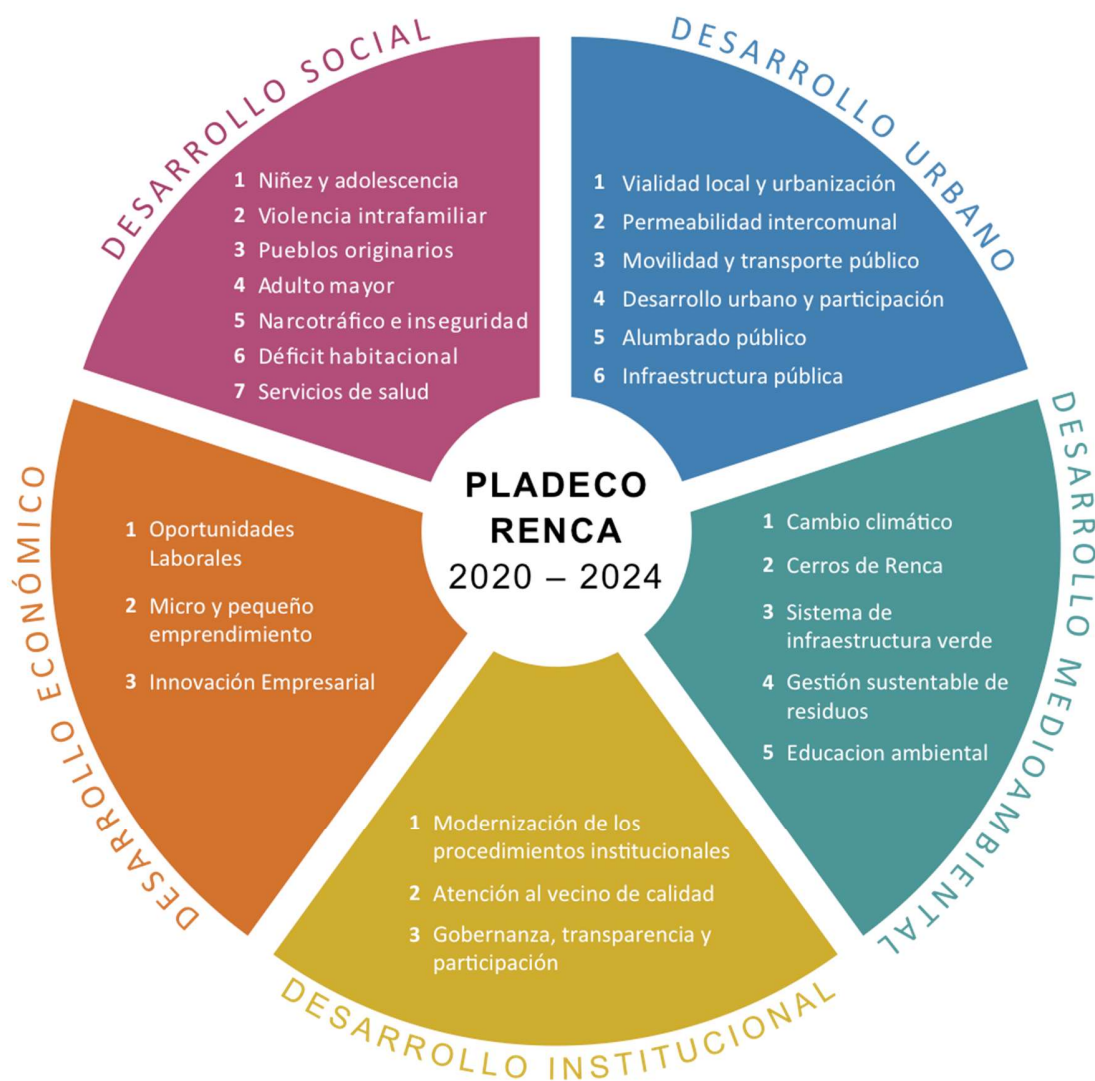 DESARROLLO SOCIAL
1 Niñez y adolescencia
2 Violencia intrafamiliar
3 Pueblos originarios
4 Adulto mayor
5 Narcotráfico e inseguridad
6 Déficit habitacional
7 Servicios de salud
DESARROLLO URBANO
1 Vialidad local y urbanización
2 Permeabilidad intercomunal
3 Movilidad y transporte público
4 Desarrollo urbano y participación
5 Alumbrado público
6 Infraestructura pública
PLADECO
RENCA
2020 – 2024
DESARROLLO ECONÓMICO
1 Oportunidades
Laborales
2 Micro y pequeño
emprendimiento
3 Innovación Empresarial
DESARROLLO MEDIOAMBIENTAL
1 Cambio climático
2 Cerros de Renca
3 Sistema de
infraestructura verde
4 Gestión sustentable de
residuos
5 Educacion ambiental
1 Modernización de los
procedimientos institucionales
2 Atención al vecino de calidad
3 Gobernanza, transparencia y
participación
DESARROLLO INSTITUCIONAL